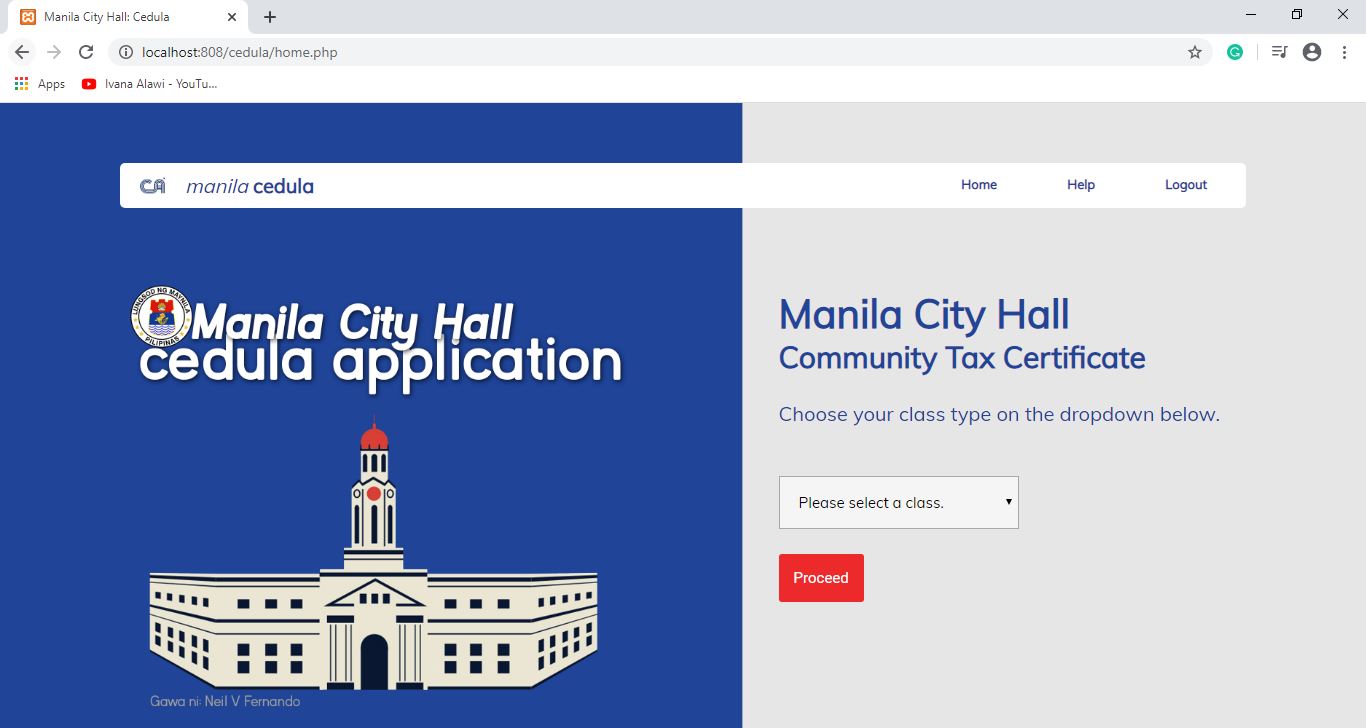 Manila City Hall: Cedula
localhost:808/cedula/home.php
Apps
Ivana Alawi - YouTu...
CA
manila cedula
Home
Help
Logout
LUNGSOD NG MAYNILA
PILIPINAS
Manila City Hall
cedula application
Gawa ni: Neil V Fernando
Manila City Hall
Community Tax Certificate
Choose your class type on the dropdown below.
Please select a class.
Proceed